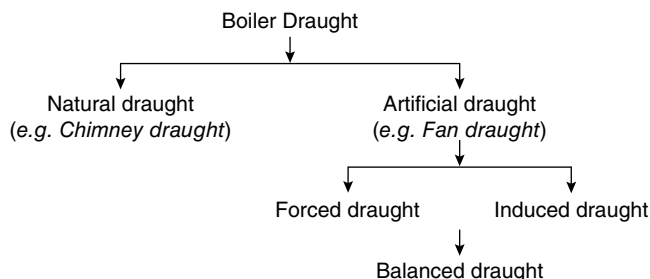 Boiler Draught
Natural draught
(e.g. Chimney draught)
Artificial draught
(e.g. Fan draught)
Forced draught
Induced draught
Balanced draught